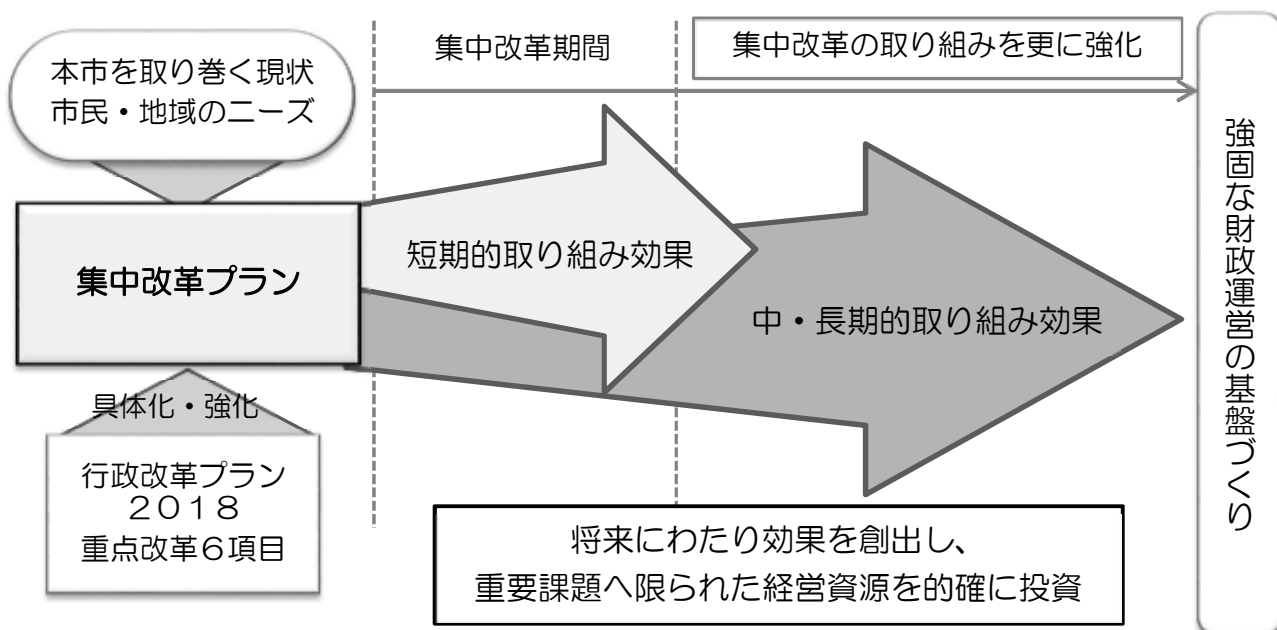 本市を取り巻く現状
市民・地域のニーズ
集中改革プラン
具体化・強化
行政改革プラン
２０１８
重点改革６項目
集中改革期間
集中改革の取り組みを更に強化
短期的取り組み効果
中・長期的取り組み効果
将来にわたり効果を創出し、
重要課題へ限られた経営資源を的確に投資
強固な財政運営の基盤づくり